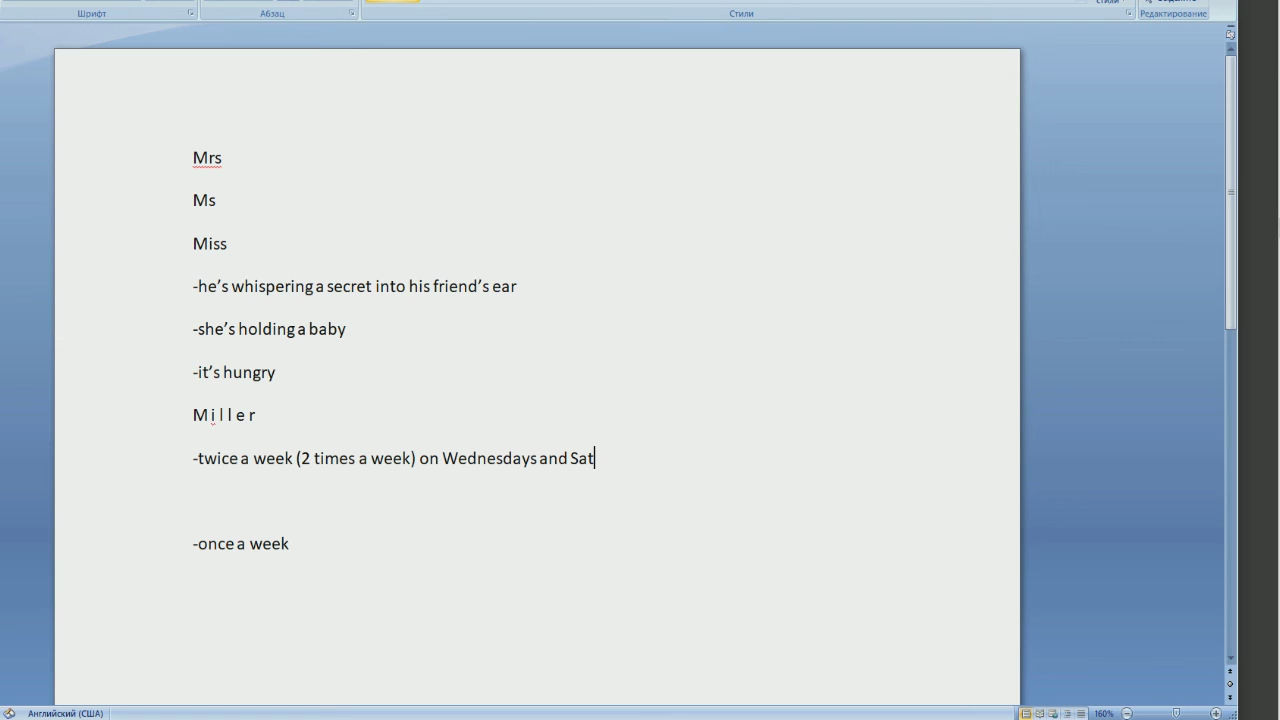 Шрифт
Абзац
Стили
Редактирование
Mrs
Ms
Miss
-he’s whispering a secret into his friend’s ear
-she’s holding a baby
-it’s hungry
M i l l e r
-twice a week (2 times a week) on Wednesdays and Sat
-once a week
Английский (США)
160%